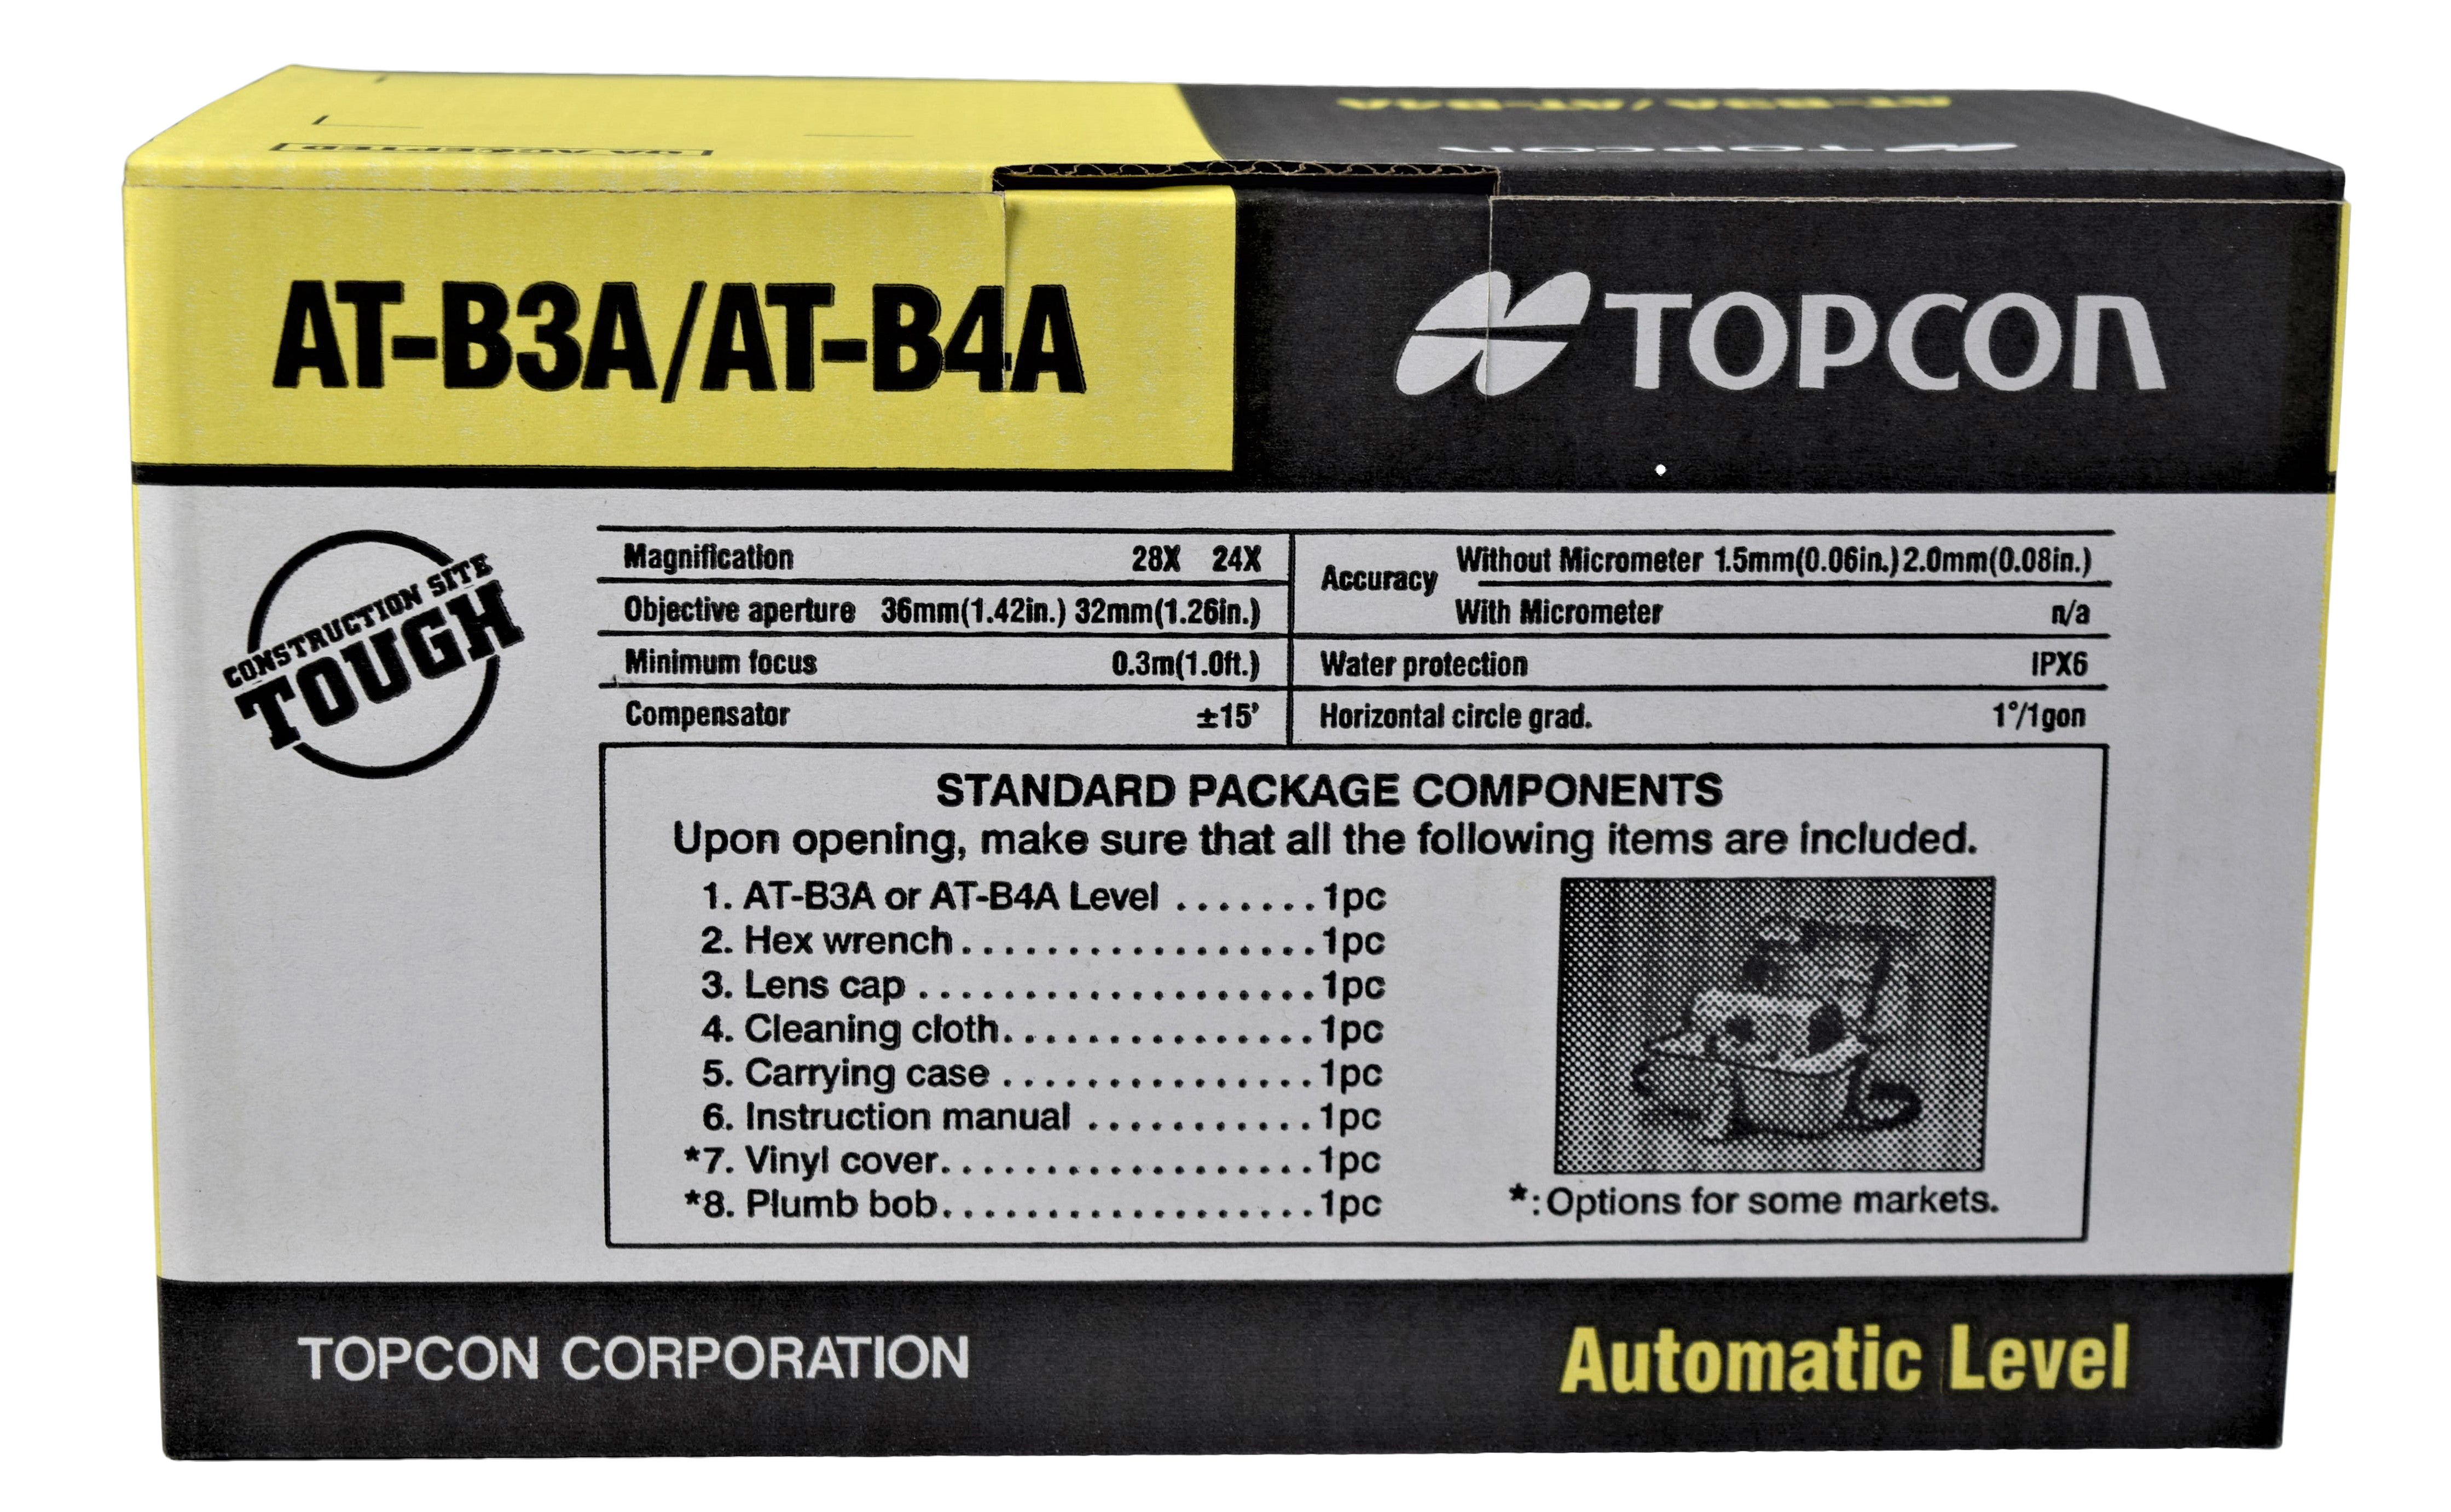 AT-B3A/AT-B4A
TOPCON
AT-B3A/AT-B4A
TOPCON
CONSTRUCTION SITE
TOUGH
Magnification 28X 24X
Objective aperture 36mm(1.42in.) 32mm(1.26in.)
Minimum focus 0.3m(1.0ft.)
Compensator ±15'
Accuracy Without Micrometer 1.5mm(0.06in.) 2.0mm(0.08in.)
With Micrometer n/a
Water protection IPX6
Horizontal circle grad. 1°/1gon
STANDARD PACKAGE COMPONENTS
Upon opening, make sure that all the following items are included.
1. AT-B3A or AT-B4A Level .......1pc
2. Hex wrench.................1pc
3. Lens cap ...................1pc
4. Cleaning cloth...............1pc
5. Carrying case ...............1pc
6. Instruction manual ...........1pc
*7. Vinyl cover..................1pc
*8. Plumb bob..................1pc
*:Options for some markets.
TOPCON CORPORATION
Automatic Level